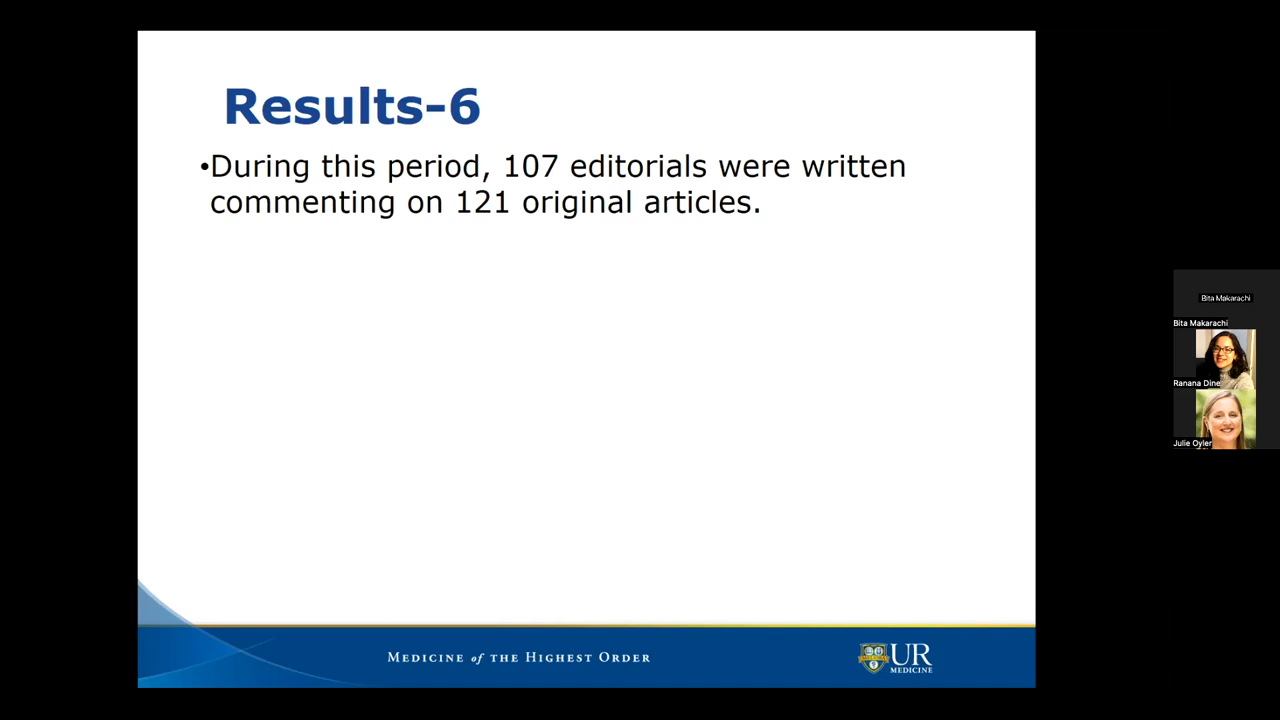 Results-6
•During this period, 107 editorials were written
commenting on 121 original articles.
MEDICINE of THE HIGHEST ORDER
UR
MEDICINE
Bita Makarachi
Bita Makarachi
Ranana Dine
Julie Oyler